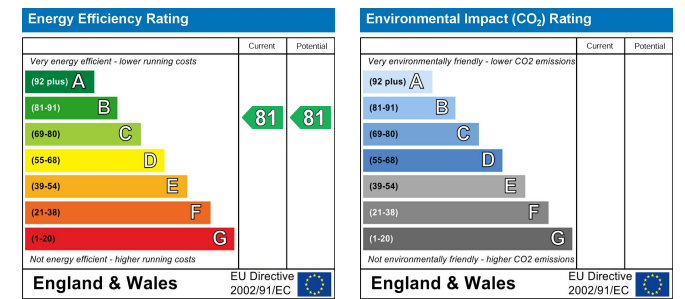 Energy Efficiency Rating
Current Potential
Very energy efficient - lower running costs
(92 plus) A
(81-91) B
81 81
(69-80) C
(55-68) D
(39-54) E
(21-38) F
(1-20) G
Not energy efficient - higher running costs
England & Wales
EU Directive
2002/91/EC
Environmental Impact (CO₂) Rating
Current Potential
Very environmentally friendly - lower CO2 emissions
(92 plus) A
(81-91) B
(69-80) C
(55-68) D
(39-54) E
(21-38) F
(1-20) G
Not environmentally friendly - higher CO2 emissions
England & Wales
EU Directive
2002/91/EC